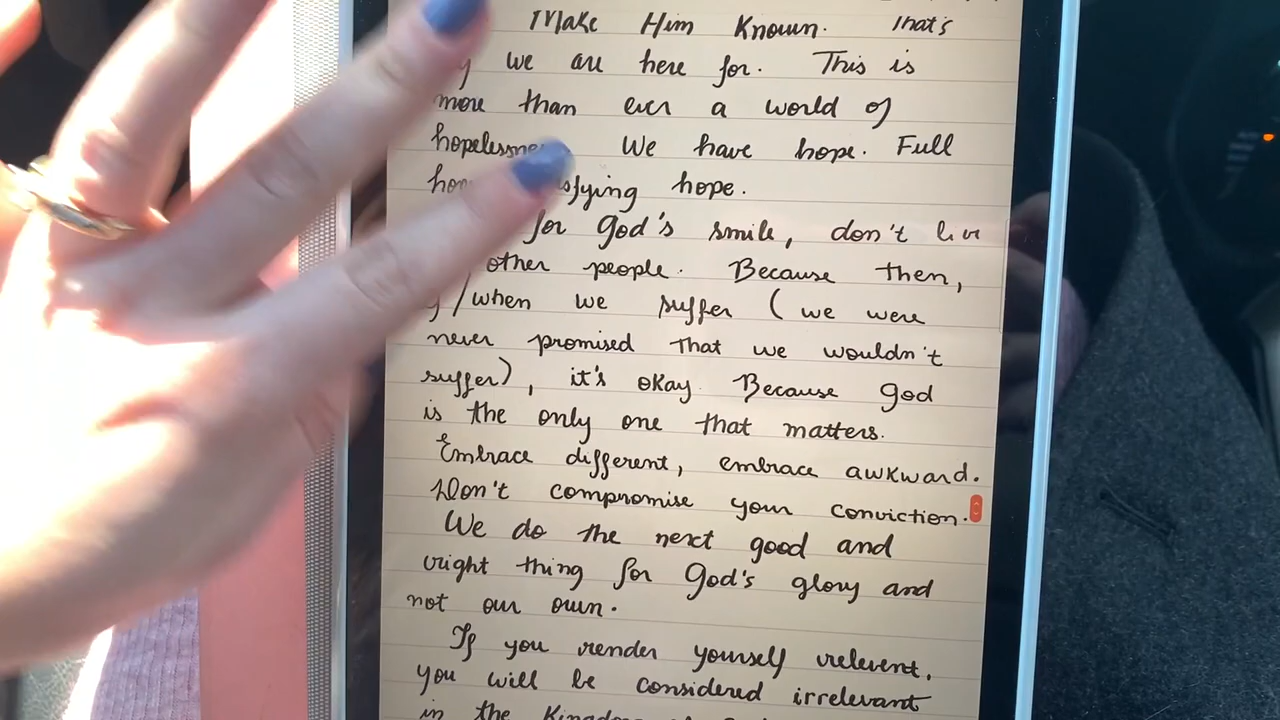 Make Him Known. That's
we are here for. This is
more than ever a world of
We have hope. Full
hope.
for God's smile, don't live
other people. Because then,
/when we suffer (we were
never promised that we wouldn't
suffer), it's okay. Because God
is the only one that matters.
Embrace different, embrace awkward.
Don't compromise your conviction.
We do the next good and
right thing for God's glory and
not our own.
If you render yourself relevent,
you will be considered irrelevant
in the